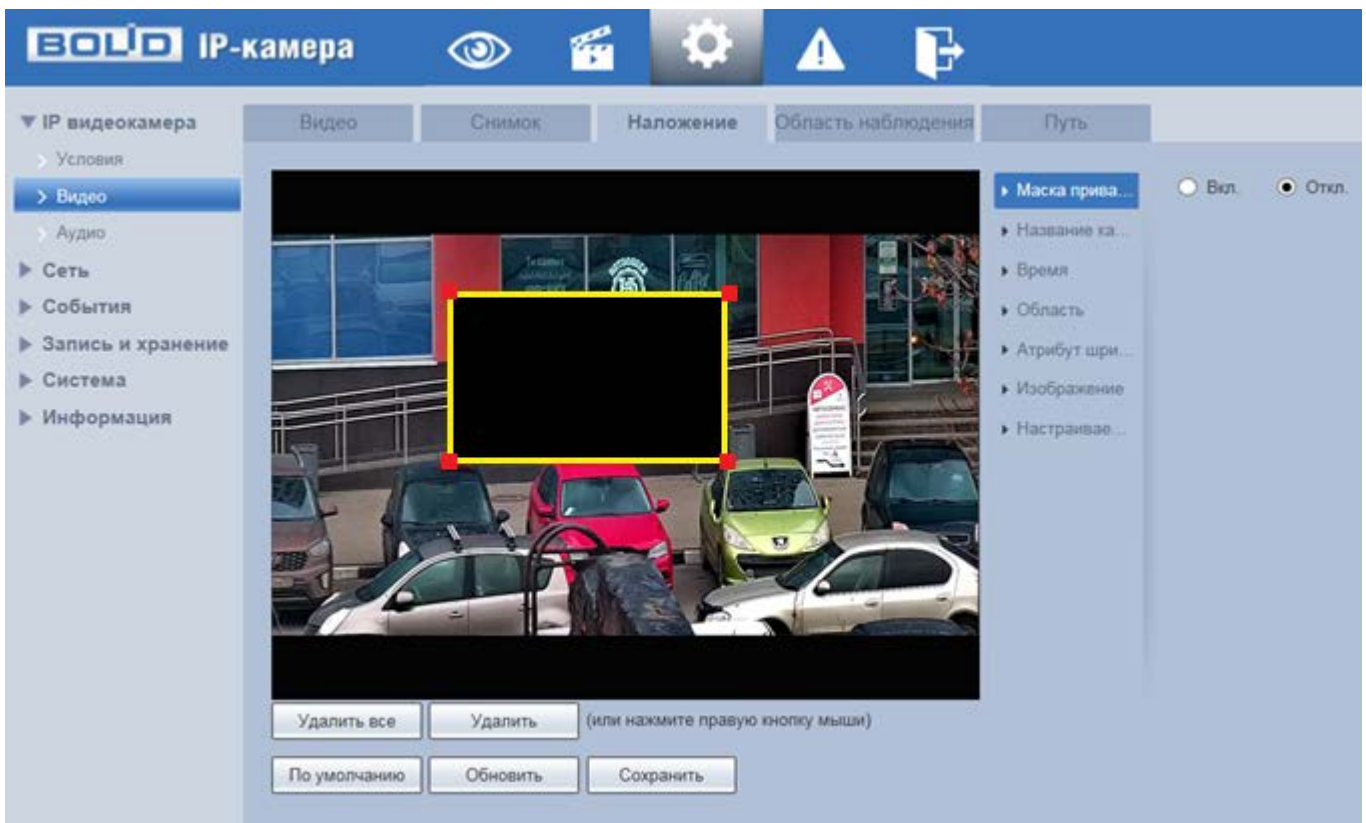 BOLID IP-камера
IP видеокамера
Условия
Видео
Аудио
Сеть
События
Запись и хранение
Система
Информация
Видео Снимок Наложение Область наблюдения Путь
Маска прива...
Название ка...
Время
Область
Атрибут шри...
Изображение
Настраивае...
Вкл. Откл.
Удалить все Удалить (или нажмите правую кнопку мыши)
По умолчанию Обновить Сохранить